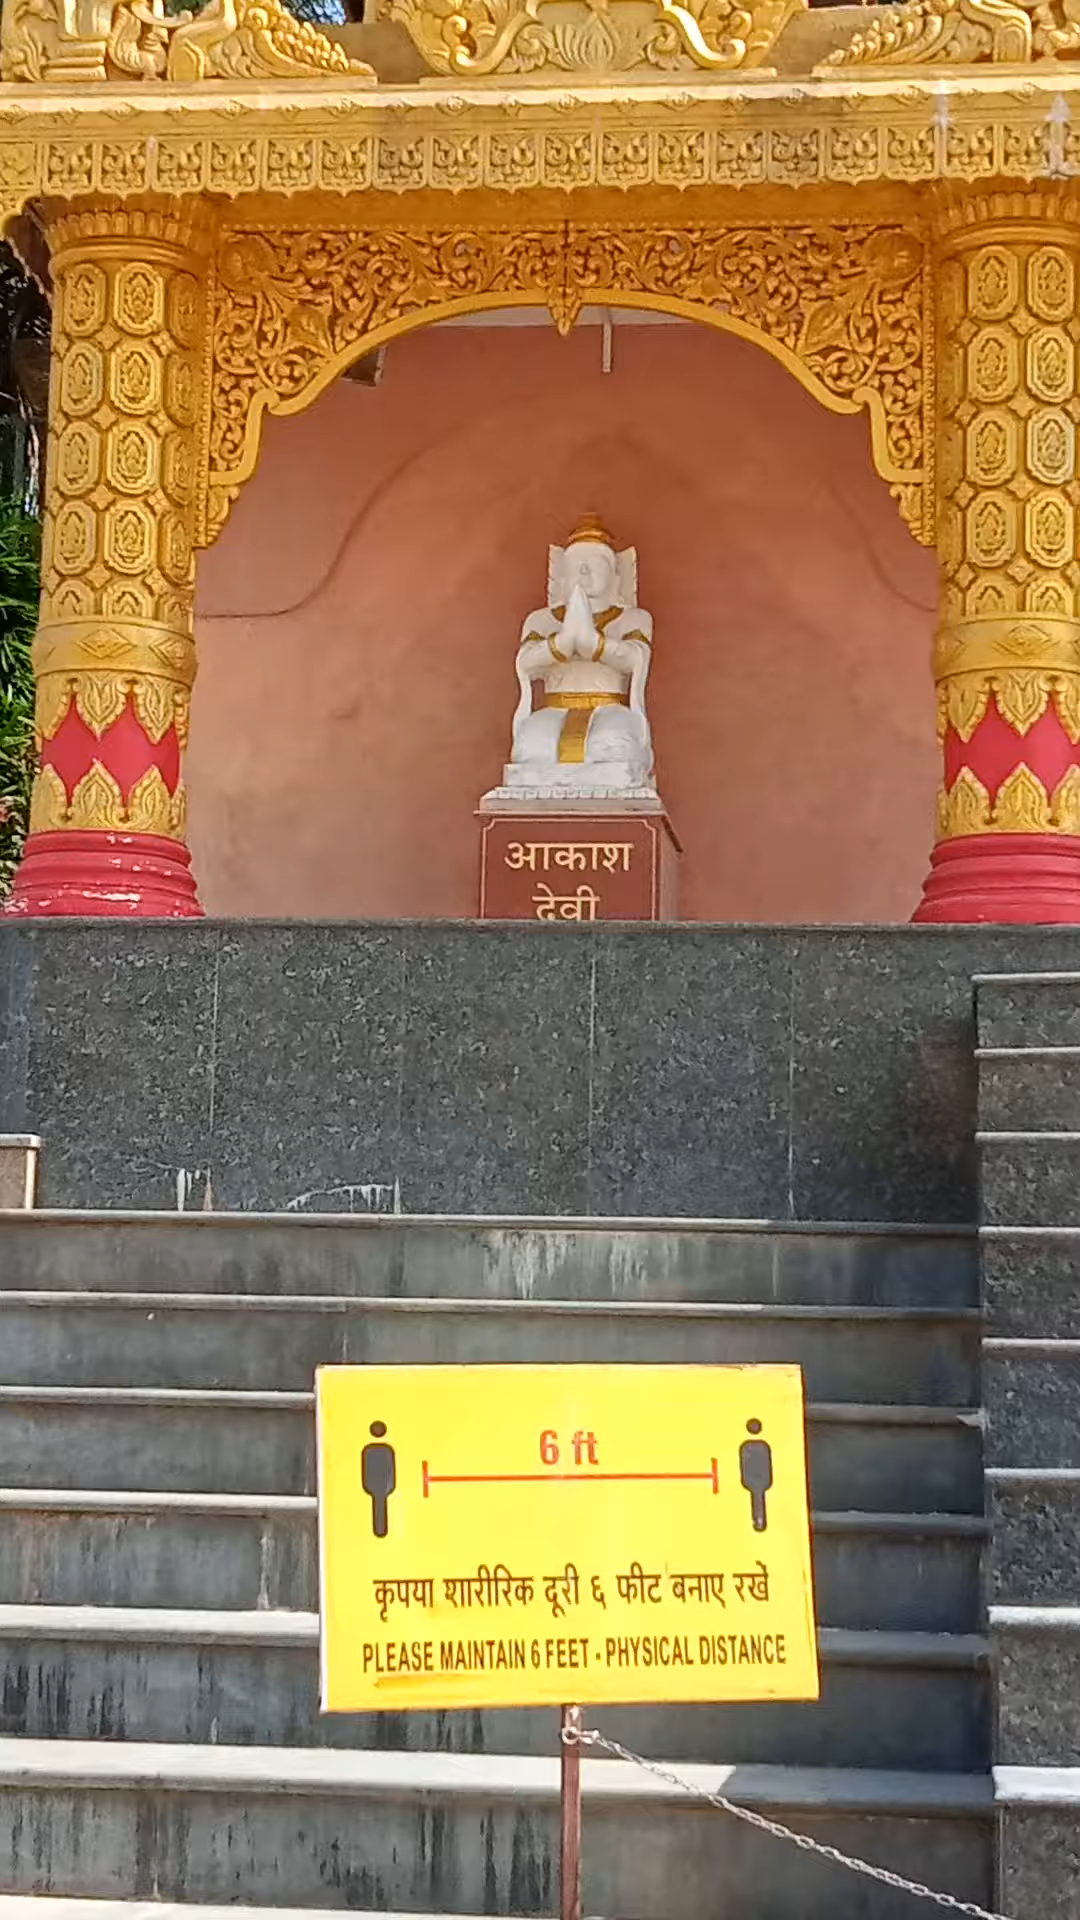 आकाश
देवी
6 ft
कृपया शारीरिक दूरी ६ फीट बनाए रखें
PLEASE MAINTAIN 6 FEET - PHYSICAL DISTANCE